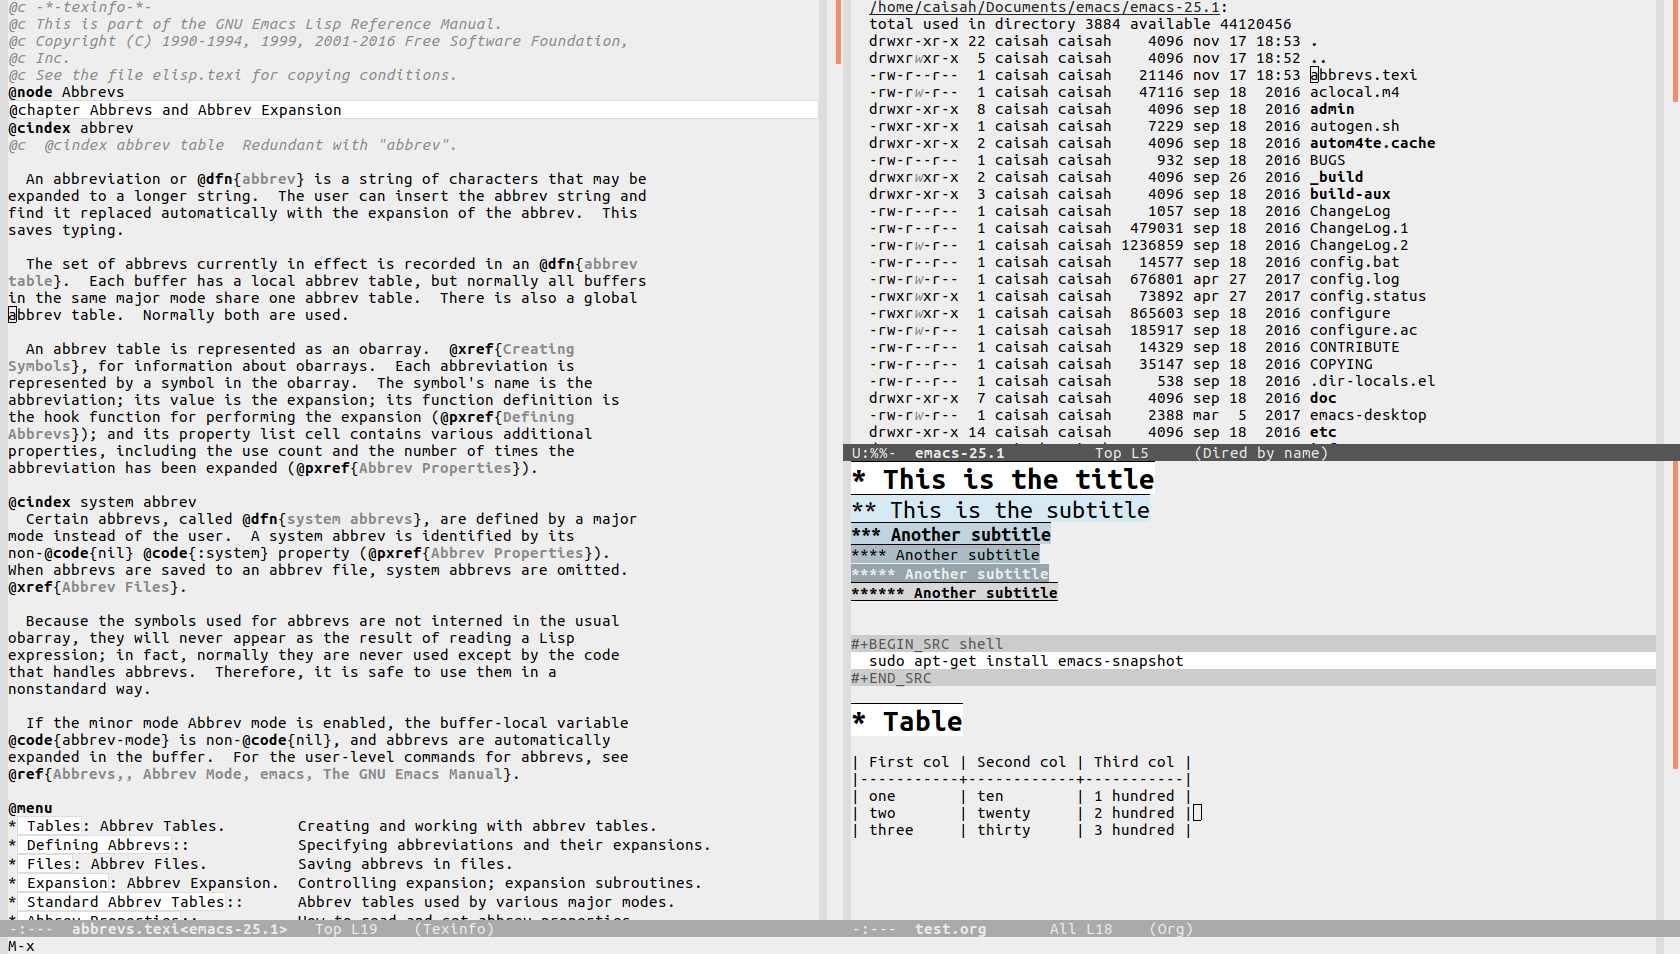 @c -*-texinfo-*-
@c This is part of the GNU Emacs Lisp Reference Manual.
@c Copyright (C) 1990-1994, 1999, 2001-2016 Free Software Foundation,
@c Inc.
@c See the file elisp.texi for copying conditions.
@node Abbrevs
@chapter Abbrevs and Abbrev Expansion
@cindex abbrev
@c  @cindex abbrev table  Redundant with "abbrev".

  An abbreviation or @dfn{abbrev} is a string of characters that may be
expanded to a longer string.  The user can insert the abbrev string and
find it replaced automatically with the expansion of the abbrev.  This
saves typing.

  The set of abbrevs currently in effect is recorded in an @dfn{abbrev
table}.  Each buffer has a local abbrev table, but normally all buffers
in the same major mode share one abbrev table.  There is also a global
abbrev table.  Normally both are used.

  An abbrev table is represented as an obarray.  @xref{Creating
Symbols}, for information about obarrays.  Each abbreviation is
represented by a symbol in the obarray.  The symbol's name is the
abbreviation; its value is the expansion; its function definition is
the hook function for performing the expansion (@pxref{Defining
Abbrevs}); and its property list cell contains various additional
properties, including the use count and the number of times the
abbreviation has been expanded (@pxref{Abbrev Properties}).

@cindex system abbrev
  Certain abbrevs, called @dfn{system abbrevs}, are defined by a major
mode instead of the user.  A system abbrev is identified by its
non-@code{nil} @code{:system} property (@pxref{Abbrev Properties}).
When abbrevs are saved to an abbrev file, system abbrevs are omitted.
@xref{Abbrev Files}.

  Because the symbols used for abbrevs are not interned in the usual
obarray, they will never appear as the result of reading a Lisp
expression; in fact, normally they are never used except by the code
that handles abbrevs.  Therefore, it is safe to use them in a
nonstandard way.

  If the minor mode Abbrev mode is enabled, the buffer-local variable
@code{abbrev-mode} is non-@code{nil}, and abbrevs are automatically
expanded in the buffer.  For the user-level commands for abbrevs, see
@ref{Abbrevs,, Abbrev Mode, emacs, The GNU Emacs Manual}.

@menu
* Tables: Abbrev Tables.        Creating and working with abbrev tables.
* Defining Abbrevs::            Specifying abbreviations and their expansions.
* Files: Abbrev Files.          Saving abbrevs in files.
* Expansion: Abbrev Expansion.  Controlling expansion; expansion subroutines.
* Standard Abbrev Tables::      Abbrev tables used by various major modes.
* Abbrev Properties::           How to read and set abbrev properties.
-:---  abbrevs.texi<emacs-25.1>   Top L19    (Texinfo)
M-x
/home/caisah/Documents/emacs/emacs-25.1:
total used in directory 3884 available 44120456
drwxr-xr-x 22 caisah caisah    4096 nov 17 18:53 .
drwxrwxr-x  5 caisah caisah    4096 nov 17 18:52 ..
-rw-r--r--  1 caisah caisah   21146 nov 17 18:53 abbrevs.texi
-rw-rw-r--  1 caisah caisah   47116 sep 18  2016 aclocal.m4
drwxr-xr-x  8 caisah caisah    4096 sep 18  2016 admin
-rwxr-xr-x  1 caisah caisah    7229 sep 18  2016 autogen.sh
drwxr-xr-x  2 caisah caisah    4096 sep 18  2016 autom4te.cache
-rw-r--r--  1 caisah caisah     932 sep 18  2016 BUGS
drwxrwxr-x  2 caisah caisah    4096 sep 26  2016 _build
drwxr-xr-x  3 caisah caisah    4096 sep 18  2016 build-aux
-rw-r--r--  1 caisah caisah    1057 sep 18  2016 ChangeLog
-rw-r--r--  1 caisah caisah  479031 sep 18  2016 ChangeLog.1
-rw-rw-r--  1 caisah caisah 1236859 sep 18  2016 ChangeLog.2
-rw-r--r--  1 caisah caisah   14577 sep 18  2016 config.bat
-rw-rw-r--  1 caisah caisah  676801 apr 27  2017 config.log
-rwxrwxr-x  1 caisah caisah   73892 apr 27  2017 config.status
-rwxrwxr-x  1 caisah caisah  865603 sep 18  2016 configure
-rw-r--r--  1 caisah caisah  185917 sep 18  2016 configure.ac
-rw-r--r--  1 caisah caisah   14329 sep 18  2016 CONTRIBUTE
-rw-r--r--  1 caisah caisah   35147 sep 18  2016 COPYING
-rw-r--r--  1 caisah caisah     538 sep 18  2016 .dir-locals.el
drwxr-xr-x  7 caisah caisah    4096 sep 18  2016 doc
-rw-rw-r--  1 caisah caisah    2388 mar  5  2017 emacs-desktop
drwxr-xr-x 14 caisah caisah    4096 sep 18  2016 etc
U:%%-  emacs-25.1          Top L5     (Dired by name)
* This is the title
** This is the subtitle
*** Another subtitle
**** Another subtitle
***** Another subtitle
****** Another subtitle

#+BEGIN_SRC shell
  sudo apt-get install emacs-snapshot
#+END_SRC

* Table

| First col | Second col | Third col |
|-----------+------------+-----------|
| one       | ten        | 1 hundred |
| two       | twenty     | 2 hundred |
| three     | thirty     | 3 hundred |
-:---  test.org       All L18    (Org)